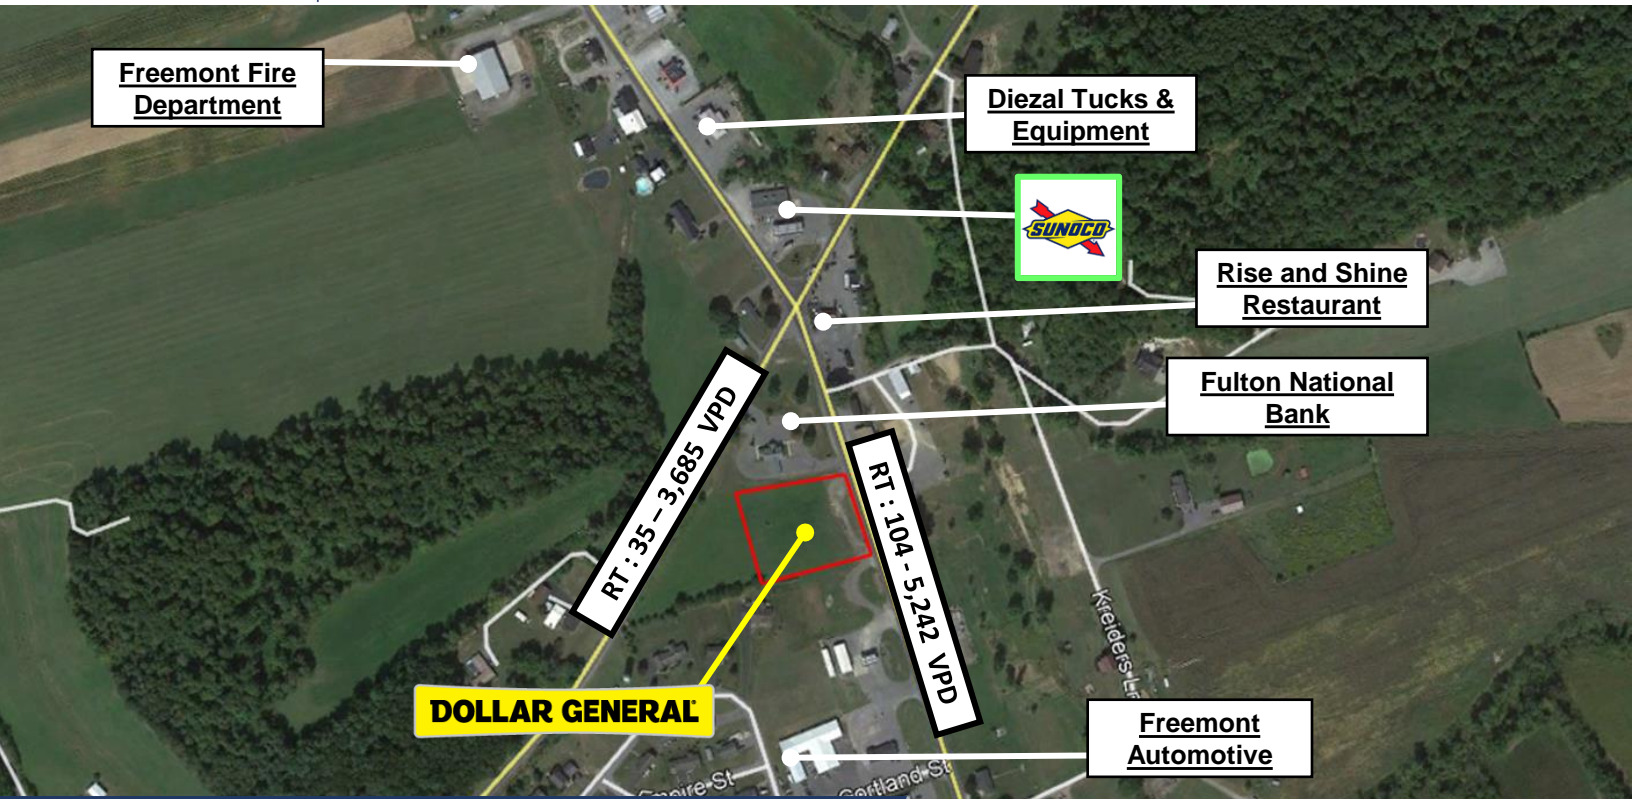 Freemont Fire
Department
Diezal Tucks &
Equipment
SUNOCO
Rise and Shine
Restaurant
Fulton National
Bank
RT : 35 – 3,685 VPD
RT : 104 - 5,242 VPD
Kreiders Ln
DOLLAR GENERAL
Freemont
Automotive
Empire St
Cortland St